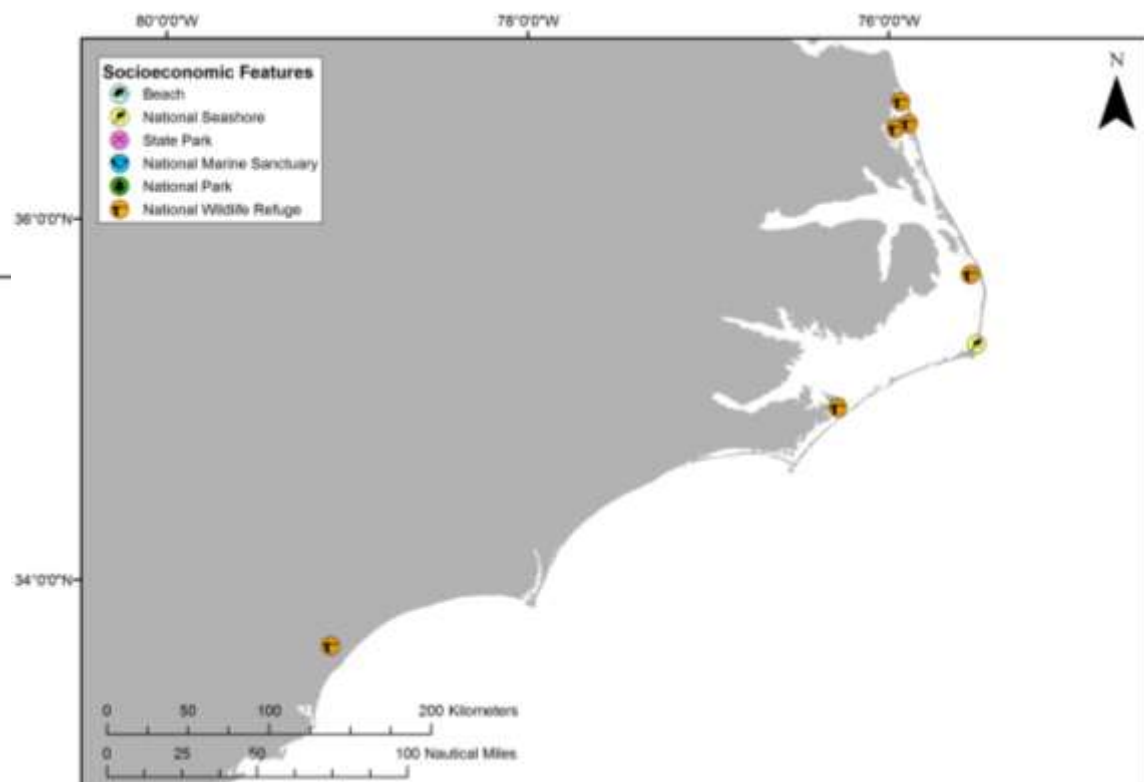 80°0'0"W 78°0'0"W 76°0'0"W
N
Socioeconomic Features
Beach
National Seashore
State Park
National Marine Sanctuary
National Park
National Wildlife Refuge
36°0'0"N
34°0'0"N
0 50 100 200 Kilometers
0 25 50 100 Nautical Miles